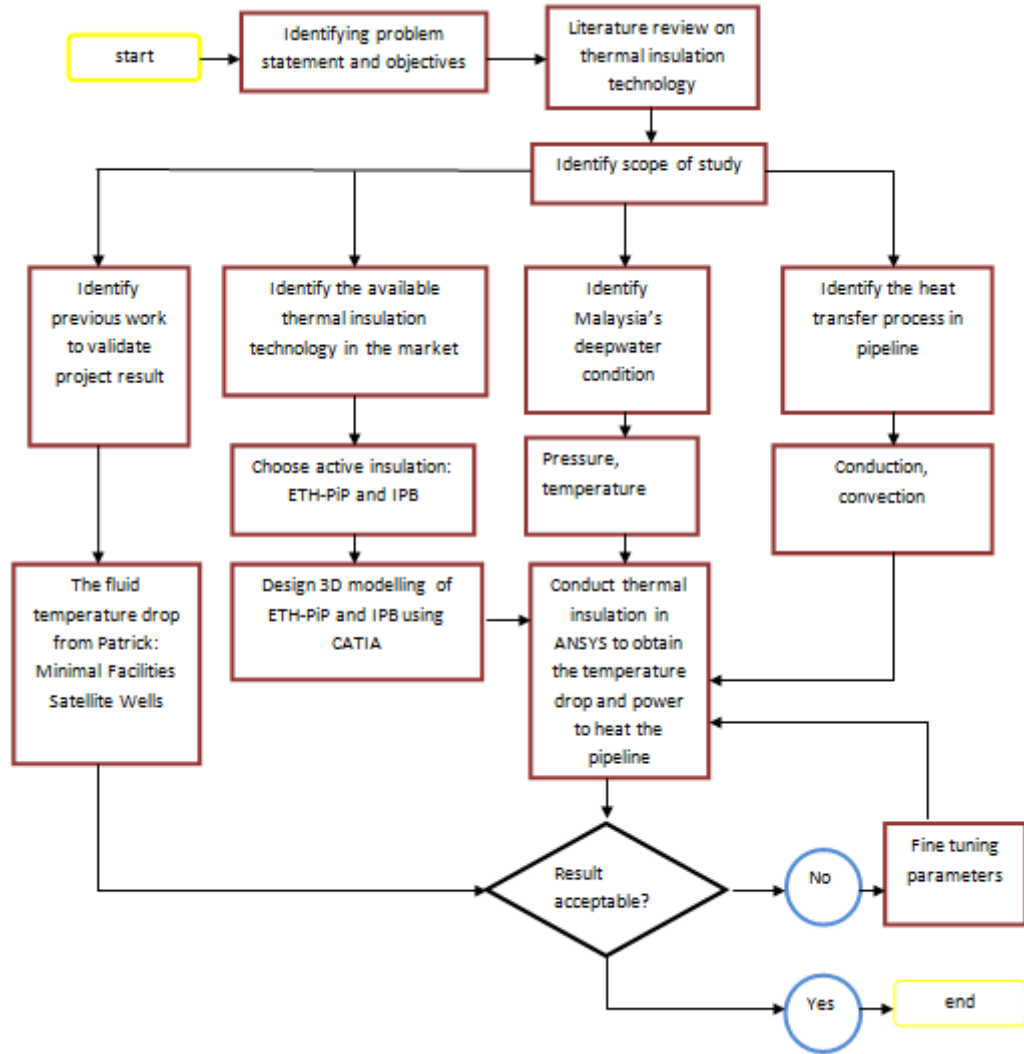 start
Identifying problem
statement and objectives
Literature review on
thermal insulation
technology
Identify scope of study
Identify
previous work
to validate
project result
Identify the available
thermal insulation
technology in the market
Identify
Malaysia's
deepwater
condition
Identify the heat
transfer process in
pipeline
Choose active insulation:
ETH-PiP and IPB
Pressure,
temperature
Conduction,
convection
The fluid
temperature drop
from Patrick:
Minimal Facilities
Satellite Wells
Design 3D modelling of
ETH-PiP and IPB using
CATIA
Conduct thermal
insulation in
ANSYS to obtain
the temperature
drop and power
to heat the
pipeline
Result
acceptable?
No
Fine tuning
parameters
Yes
end